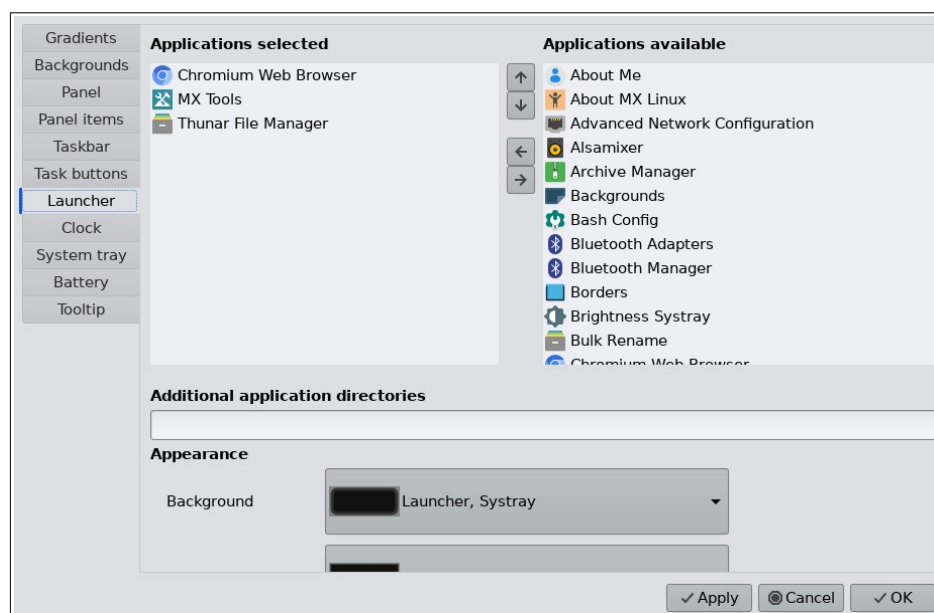 Gradients
Backgrounds
Panel
Panel items
Taskbar
Task buttons
Launcher
Clock
System tray
Battery
Tooltip
Applications selected
Chromium Web Browser
MX Tools
Thunar File Manager
Applications available
About Me
About MX Linux
Advanced Network Configuration
Alsamixer
Archive Manager
Backgrounds
Bash Config
Bluetooth Adapters
Bluetooth Manager
Borders
Brightness Systray
Bulk Rename
Chromium Web Browser
Additional application directories
Appearance
Background
Launcher, Systray
Apply
Cancel
OK